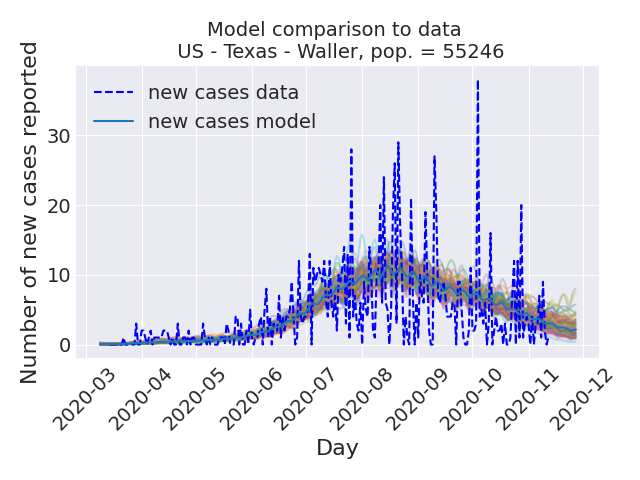 Model comparison to data
US - Texas - Waller, pop. = 55246
Number of new cases reported
new cases data
new cases model
30
20
10
0
2020-03
2020-04
2020-05
2020-06
2020-07
2020-08
2020-09
2020-10
2020-11
2020-12
Day